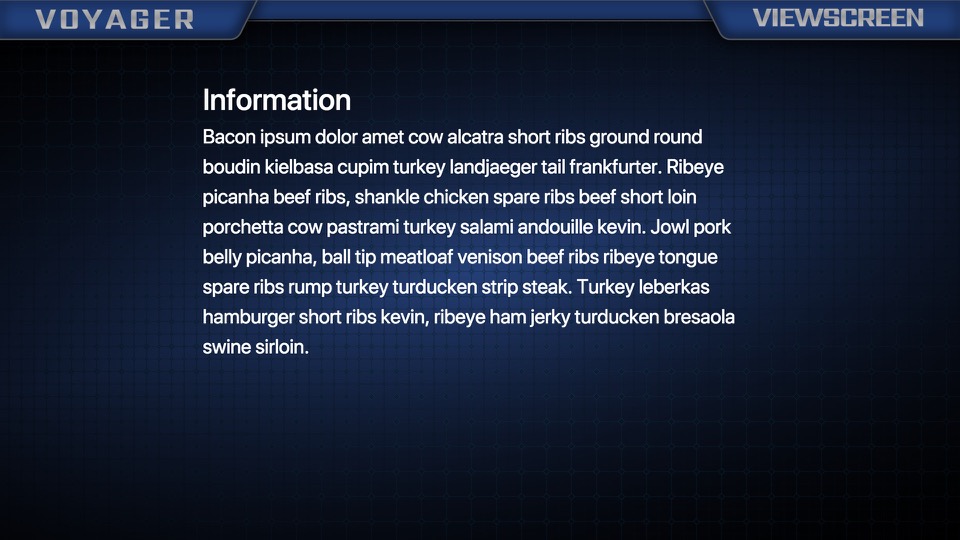 VOYAGER
VIEWSCREEN
Information
Bacon ipsum dolor amet cow alcatra short ribs ground round
boudin kielbasa cupim turkey landjaeger tail frankfurter. Ribeye
picanha beef ribs, shankle chicken spare ribs beef short loin
porchetta cow pastrami turkey salami andouille kevin. Jowl pork
belly picanha, ball tip meatloaf venison beef ribs ribeye tongue
spare ribs rump turkey turducken strip steak. Turkey leberkas
hamburger short ribs kevin, ribeye ham jerky turducken bresaola
swine sirloin.